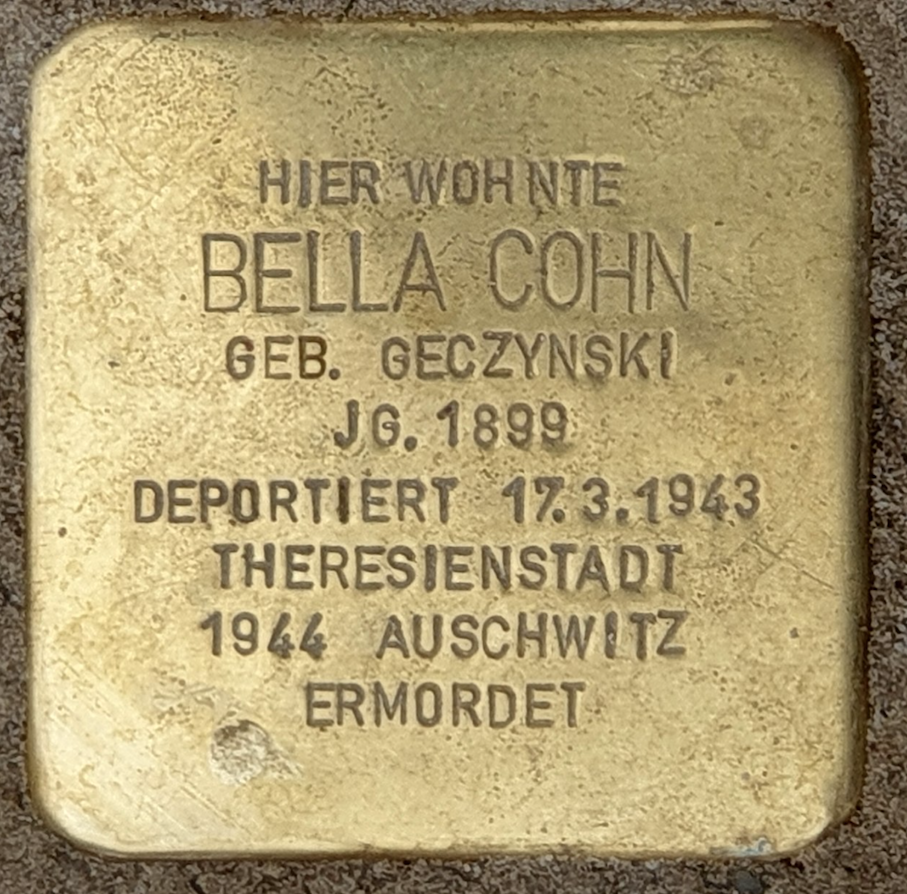 HIER WOHNTE
BELLA COHN
GEB. GECZYNSKI
JG. 1899
DEPORTIERT 17.3.1943
THERESIENSTADT
1944 AUSCHWITZ
ERMORDET